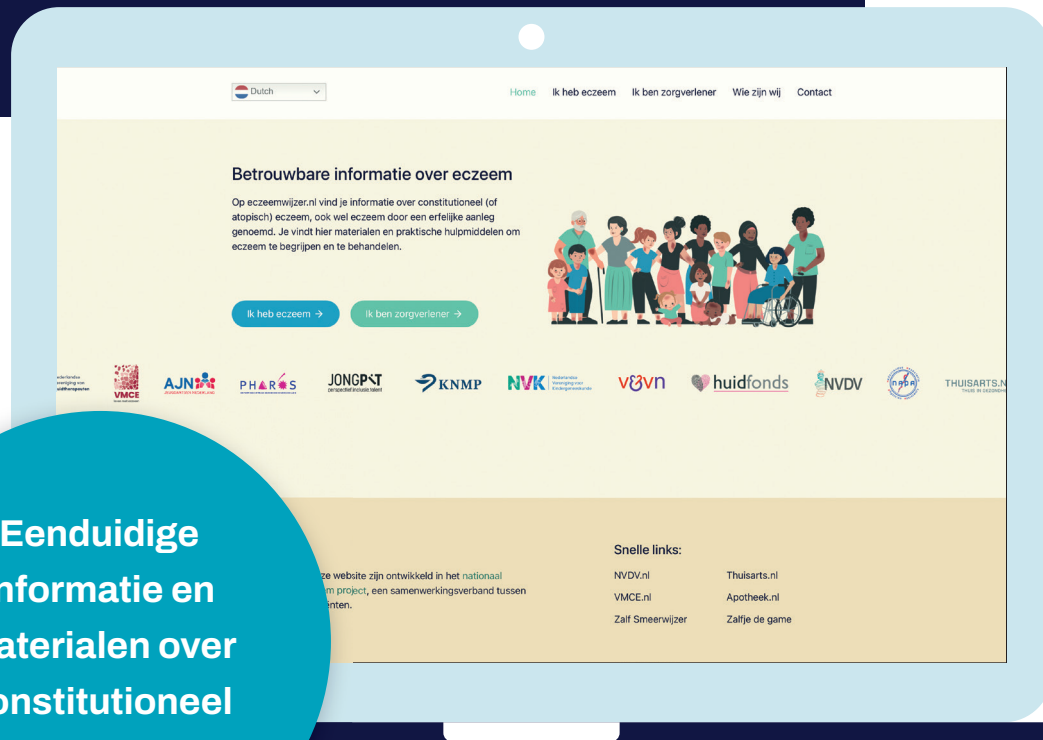 Dutch
Home Ik heb eczeem Ik ben zorgverlener Wie zijn wij Contact
Betrouwbare informatie over eczeem
Op eczeemwijzer.nl vind je informatie over constitutioneel (of
atopisch) eczeem, ook wel eczeem door een erfelijke aanleg
genoemd. Je vindt hier materialen en praktische hulpmiddelen om
eczeem te begrijpen en te behandelen.
Ik heb eczeem → Ik ben zorgverlener →
VMCE AJN PHAROS JONGPIT KNMP NVK Nederlandse Vereniging voor Kindergeneeskunde V&VN huidfonds NVDV NAPA THUISARTS.N
Eenduidige
nformatie en
aterialen over
onstitutioneel
ze website zijn ontwikkeld in het nationaal
m project, een samenwerkingsverband tussen
ënten.
Snelle links:
NVDV.nl Thuisarts.nl
VMCE.nl Apotheek.nl
Zalf Smeerwijzer Zalfje de game